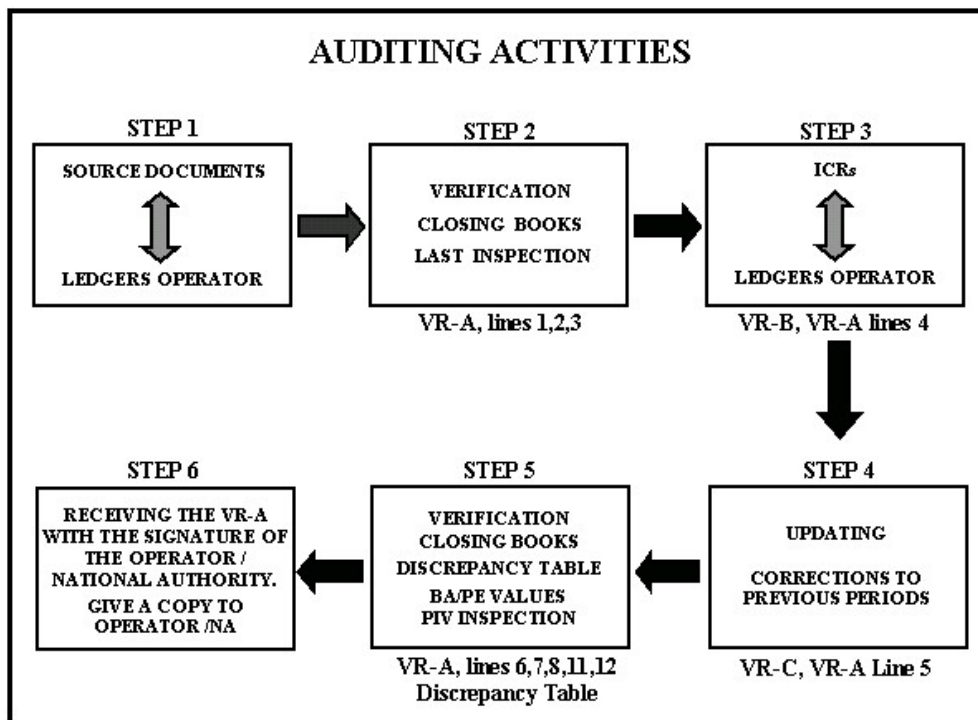 AUDITING ACTIVITIES
STEP 1
SOURCE DOCUMENTS
LEDGERS OPERATOR
STEP 2
VERIFICATION
CLOSING BOOKS
LAST INSPECTION
VR-A, lines 1,2,3
STEP 3
ICRs
LEDGERS OPERATOR
VR-B, VR-A lines 4
STEP 4
UPDATING
CORRECTIONS TO
PREVIOUS PERIODS
VR-C, VR-A Line 5
STEP 5
VERIFICATION
CLOSING BOOKS
DISCREPANCY TABLE
BA/PE VALUES
PIV INSPECTION
VR-A, lines 6,7,8,11,12
Discrepancy Table
STEP 6
RECEIVING THE VR-A
WITH THE SIGNATURE OF
THE OPERATOR /
NATIONAL AUTHORITY.
GIVE A COPY TO
OPERATOR /NA